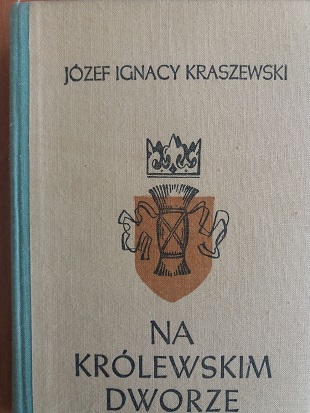 JÓZEF IGNACY KRASZEWSKI
NA
KRÓLEWSKIM
DWORZE